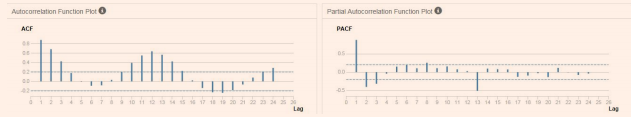 Autocorrelation Function Plot
ACF
0.8
0.6
0.4
0.2
0.0
-0.2
0 1 2 3 4 5 6 7 8 9 10 11 12 13 14 15 16 17 18 19 20 21 22 23 24 25 26
Lag
Partial Autocorrelation Function Plot
PACF
0.5
0.0
-0.5
0 1 2 3 4 5 6 7 8 9 10 11 12 13 14 15 16 17 18 19 20 21 22 23 24 25 26
Lag